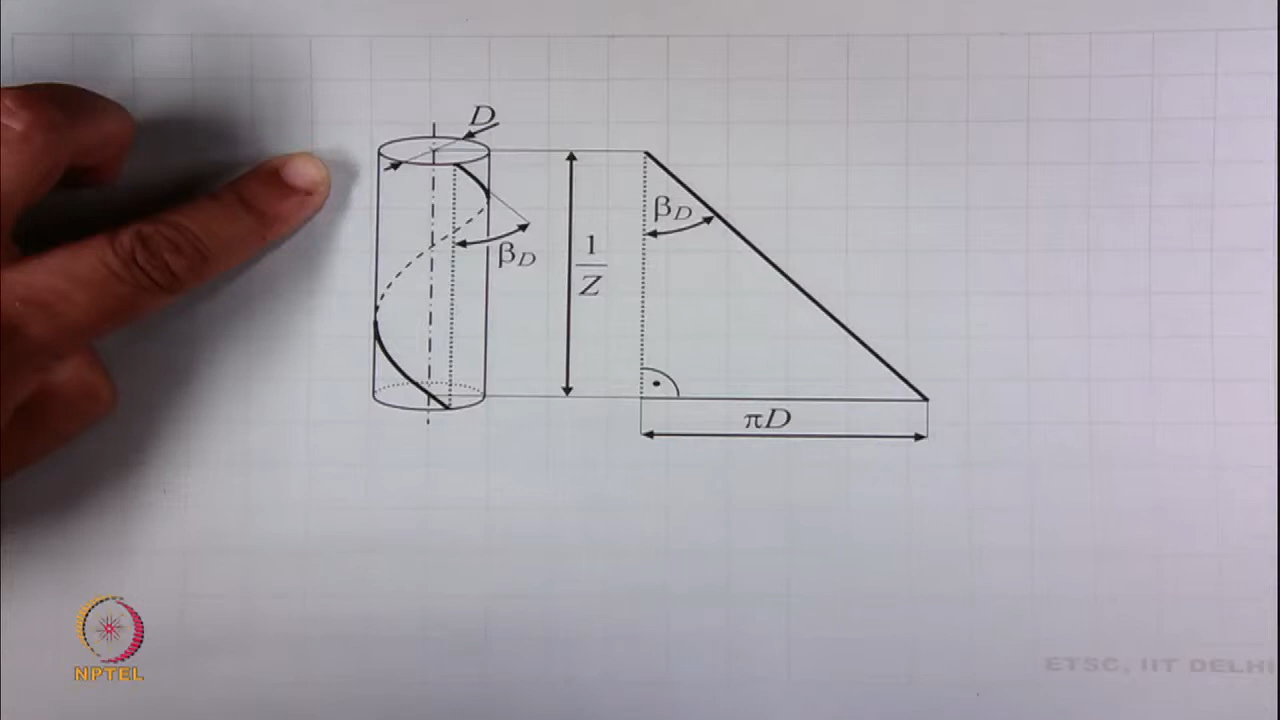 D
β_D
1
Z
β_D
πD
NPTEL
ETSC, IIT DELHI